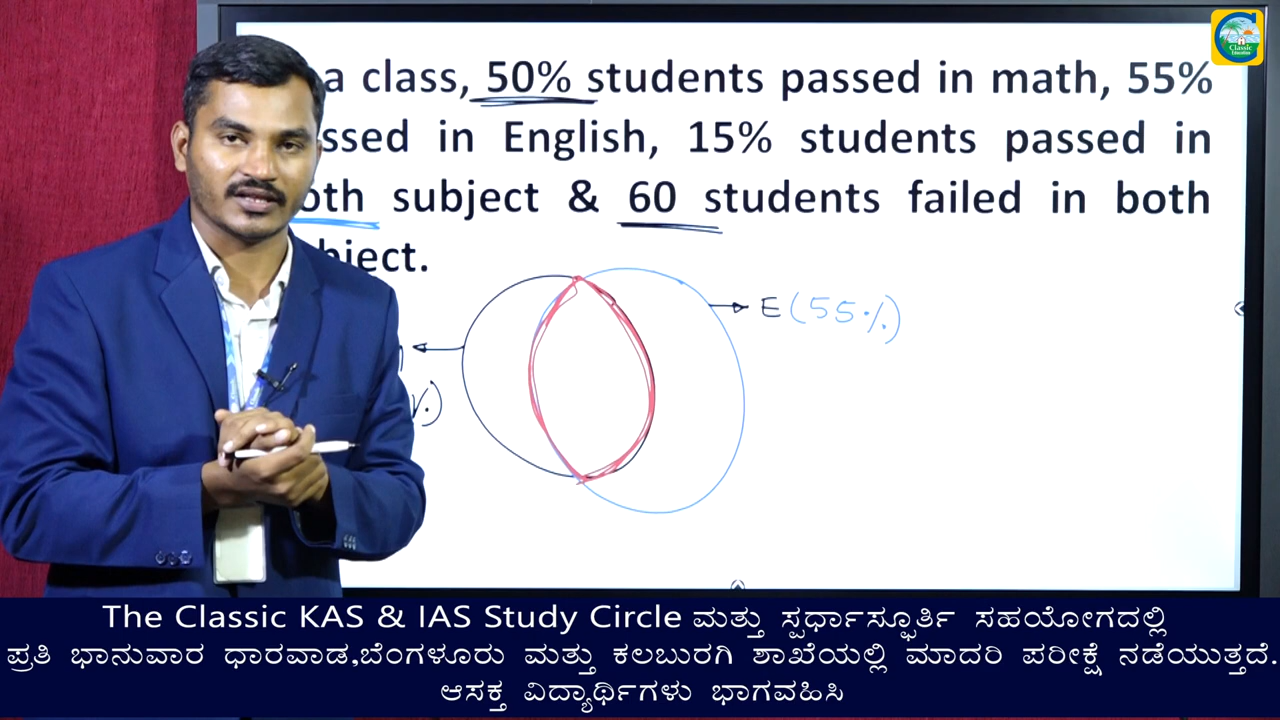 a class, 50% students passed in math, 55%
ssed in English, 15% students passed in
oth subject & 60 students failed in both
bject.
E (55%)
%)
Classic
Education
The Classic KAS & IAS Study Circle ಮತ್ತು ಸ್ಪರ್ಧಾಸ್ಫೂರ್ತಿ ಸಹಯೋಗದಲ್ಲಿ
ಪ್ರತಿ ಭಾನುವಾರ ಧಾರವಾಡ,ಬೆಂಗಳೂರು ಮತ್ತು ಕಲಬುರಗಿ ಶಾಖೆಯಲ್ಲಿ ಮಾದರಿ ಪರೀಕ್ಷೆ ನಡೆಯುತ್ತದೆ.
ಆಸಕ್ತ ವಿದ್ಯಾರ್ಥಿಗಳು ಭಾಗವಹಿಸಿ